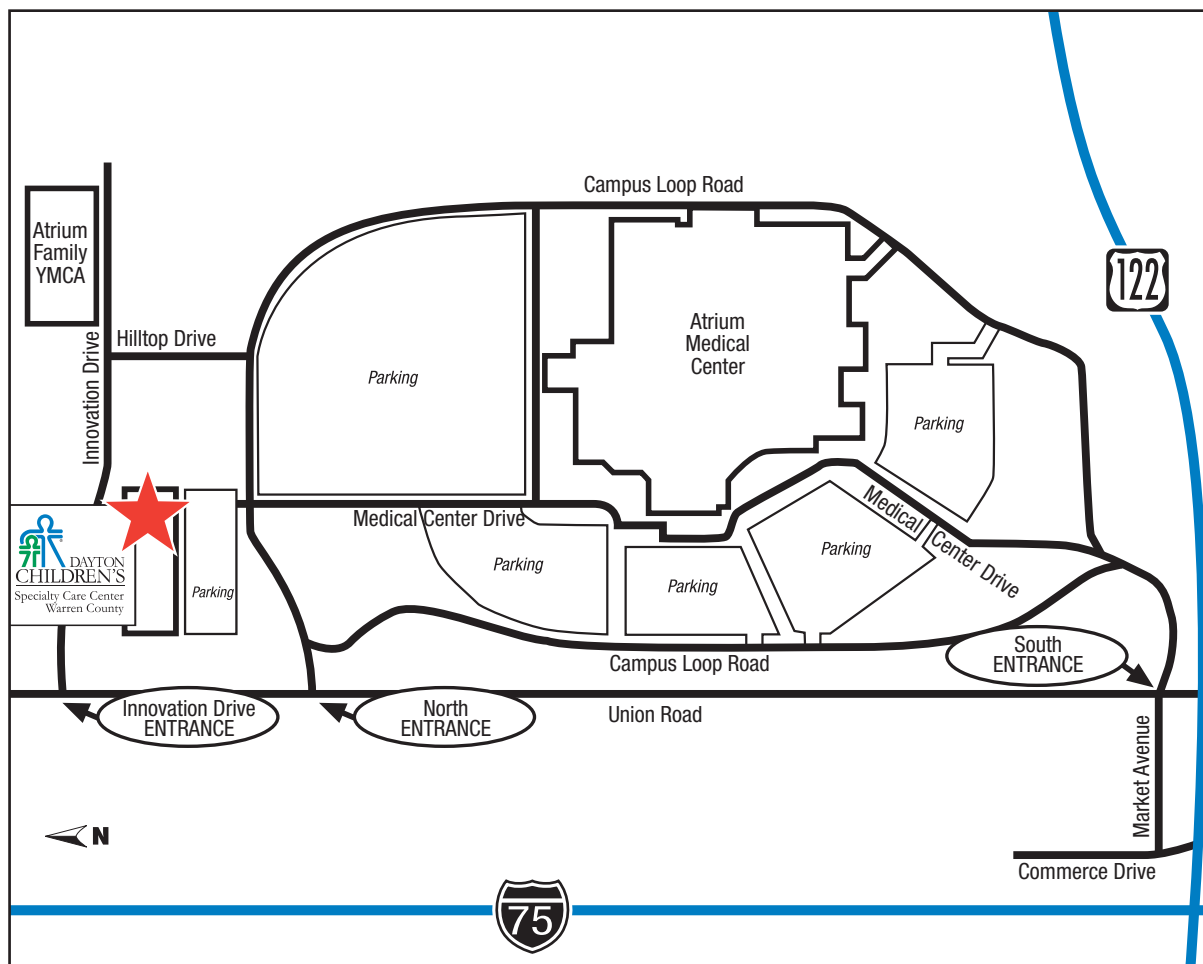 Campus Loop Road
Atrium
Family
YMCA
122
Innovation Drive
Hilltop Drive
Atrium
Medical
Center
Parking
Parking
Medical Center Drive
Medical
Center Drive
DAYTON
CHILDREN'S
Specialty Care Center
Warren County
Parking
Parking
Parking
Parking
Campus Loop Road
South
ENTRANCE
Innovation Drive
ENTRANCE
North
ENTRANCE
Union Road
Market Avenue
N
Commerce Drive
75